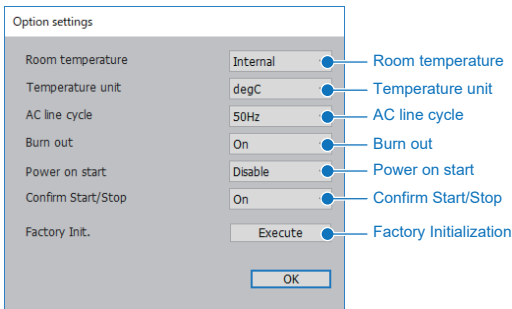 Option settings
Room temperature Internal Room temperature
Temperature unit degC Temperature unit
AC line cycle 50Hz AC line cycle
Burn out On Burn out
Power on start Disable Power on start
Confirm Start/Stop On Confirm Start/Stop
Factory Init. Execute Factory Initialization
OK